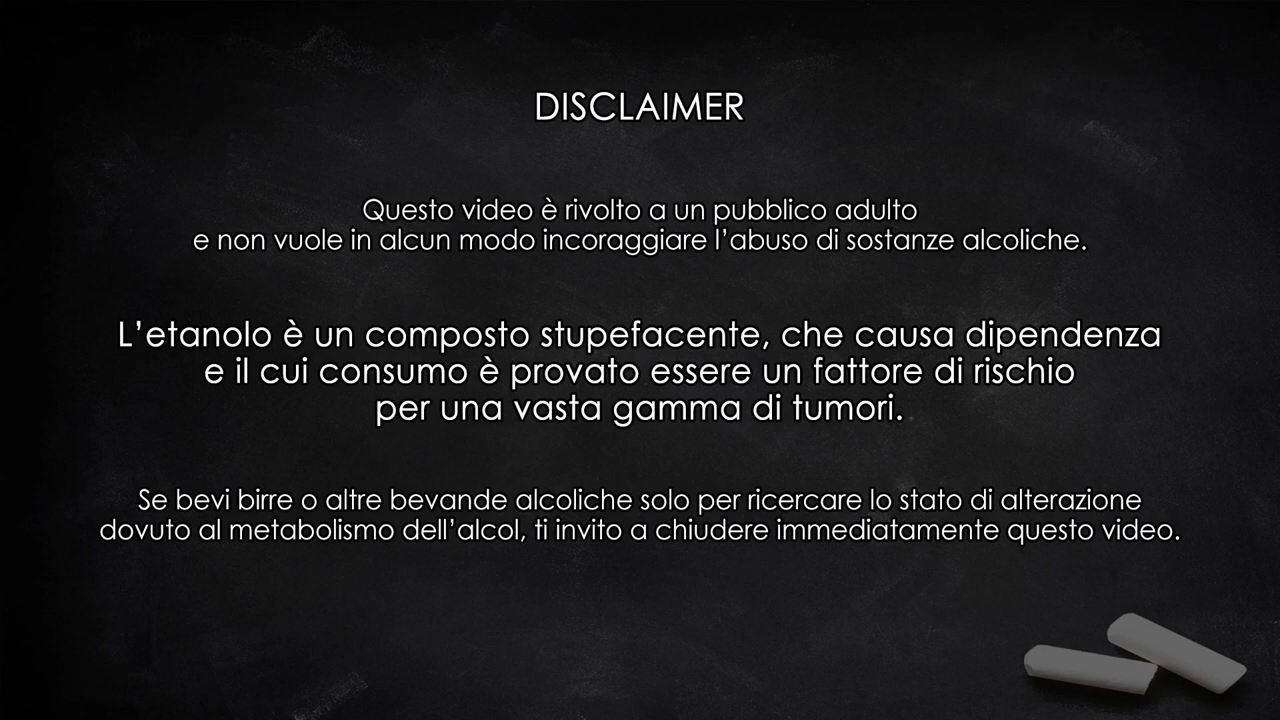 DISCLAIMER
Questo video è rivolto a un pubblico adulto
e non vuole in alcun modo incoraggiare l’abuso di sostanze alcoliche.
L’etanolo è un composto stupefacente, che causa dipendenza
e il cui consumo è provato essere un fattore di rischio
per una vasta gamma di tumori.
Se bevi birre o altre bevande alcoliche solo per ricercare lo stato di alterazione
dovuto al metabolismo dell’alcol, ti invito a chiudere immediatamente questo video.